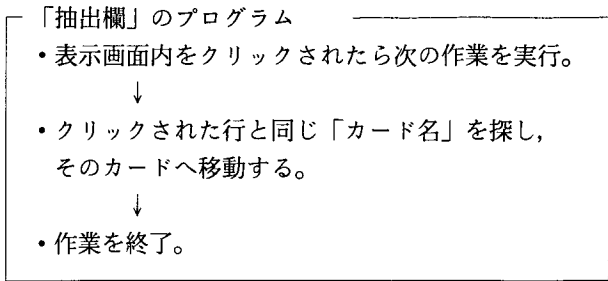 「抽出欄」のプログラム
・表示画面内をクリックされたら次の作業を実行。
↓
・クリックされた行と同じ「カード名」を探し,
そのカードへ移動する。
↓
・作業を終了。